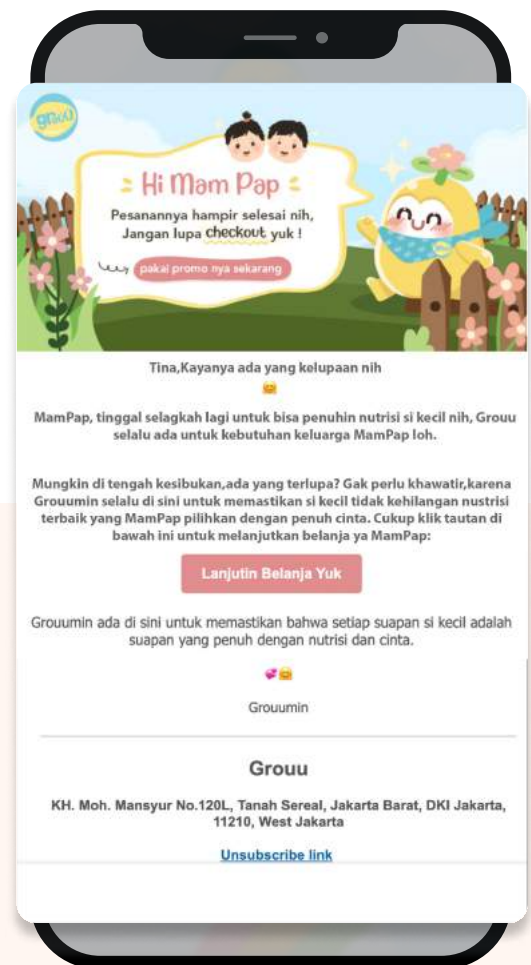 Hi Mam Pap
Pesanannya hampir selesai nih,
Jangan lupa checkout yuk !
pakai promo nya sekarang
Tina,Kayanya ada yang kelupaan nih
MamPap, tinggal selagkah lagi untuk bisa penuhin nutrisi si kecil nih, Grouu
selalu ada untuk kebutuhan keluarga MamPap loh.
Mungkin di tengah kesibukan,ada yang terlupa? Gak perlu khawatir,karena
Grouumin selalu di sini untuk memastikan si kecil tidak kehilangan nustrisi
terbaik yang MamPap pilihkan dengan penuh cinta. Cukup klik tautan di
bawah ini untuk melanjutkan belanja ya MamPap:
Lanjutin Belanja Yuk
Grouumin ada di sini untuk memastikan bahwa setiap suapan si kecil adalah
suapan yang penuh dengan nutrisi dan cinta.
Grouumin
Grouu
KH. Moh. Mansyur No.120L, Tanah Sereal, Jakarta Barat, DKI Jakarta,
11210, West Jakarta
Unsubscribe link